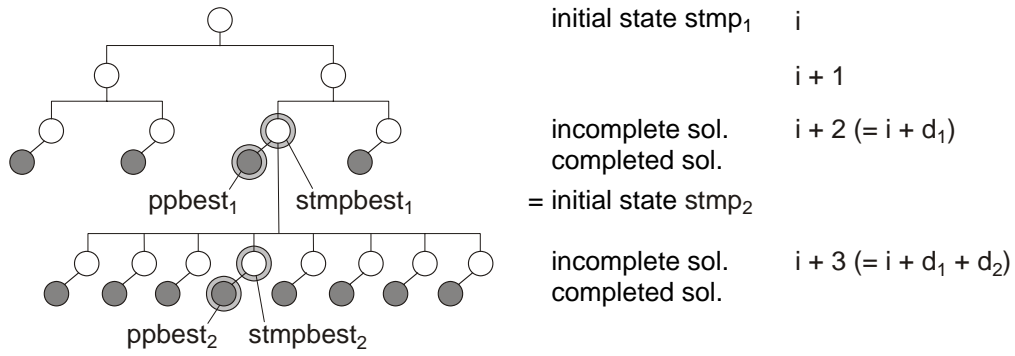 initial state stmp1 i
i + 1
incomplete sol. i + 2 (= i + d1)
completed sol.
ppbest1 stmpbest1 = initial state stmp2
incomplete sol. i + 3 (= i + d1 + d2)
completed sol.
ppbest2 stmpbest2